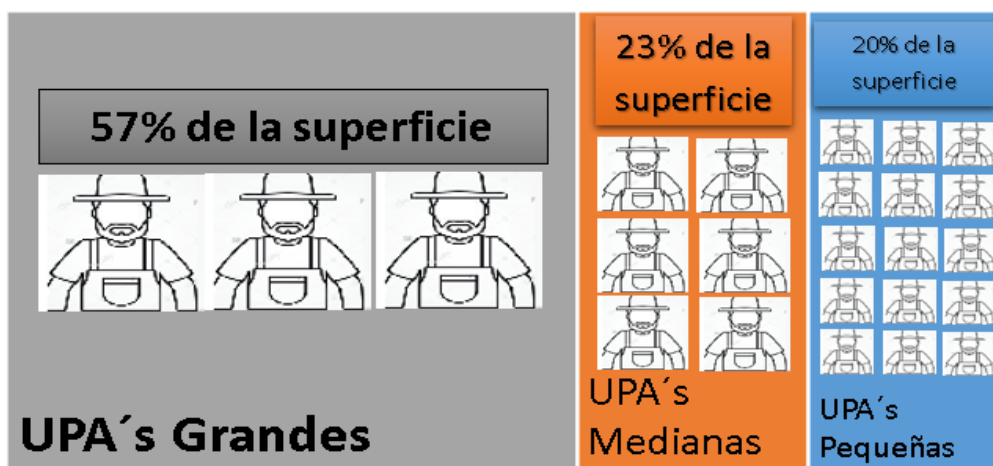 57% de la superficie
UPA´s Grandes
23% de la
superficie
UPA´s
Medianas
20% de la
superficie
UPA´s
Pequeñas